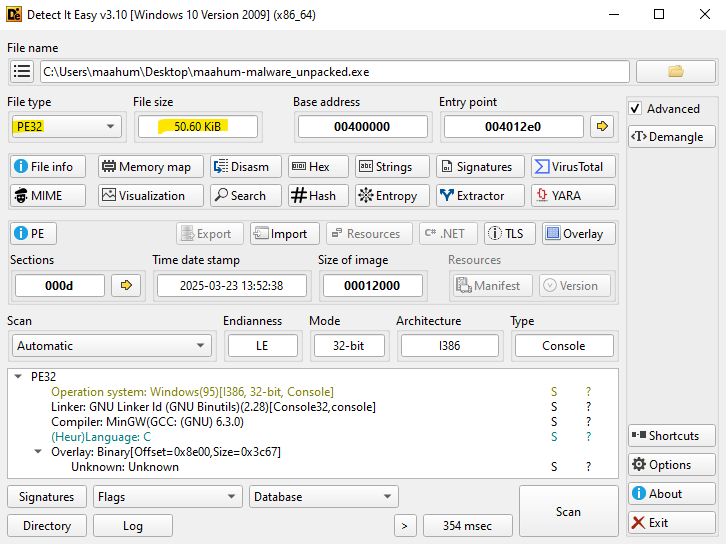 Detect It Easy v3.10 [Windows 10 Version 2009] (x86_64)
File name
C:\Users\maahum\Desktop\maahum-malware_unpacked.exe
File type File size Base address Entry point
PE32 50.60 KiB 00400000 004012e0
Advanced
Demangle
File info Memory map Disasm Hex Strings Signatures VirusTotal
MIME Visualization Search Hash Entropy Extractor YARA
PE Export Import Resources .NET TLS Overlay
Sections Time date stamp Size of image Resources
000d 2025-03-23 13:52:38 00012000 Manifest Version
Scan Endianness Mode Architecture Type
Automatic LE 32-bit I386 Console
PE32
Operation system: Windows(95)[I386, 32-bit, Console] S ?
Linker: GNU Linker ld (GNU Binutils)(2.28)[Console32,console] S ?
Compiler: MinGW(GCC: (GNU) 6.3.0) S ?
(Heur)Language: C S ?
Overlay: Binary[Offset=0x8e00,Size=0x3c67]
Unknown: Unknown S ?
Shortcuts
Options
About
Exit
Signatures Flags Database Scan
Directory Log > 354 msec